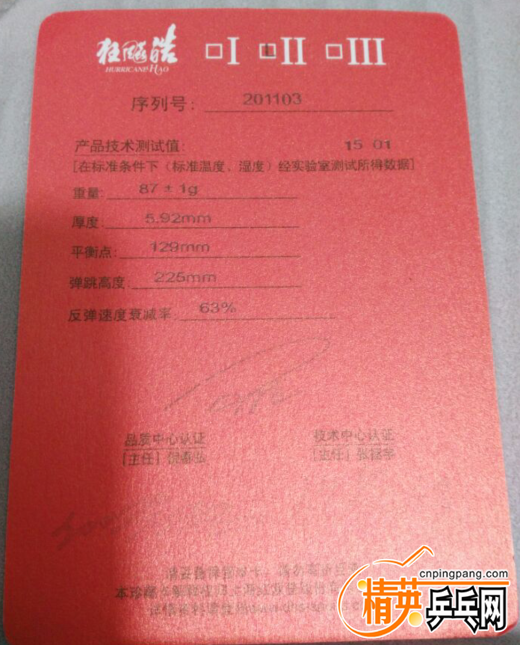 狂飚皓
HURRICANE HAO
□I □II □III
序列号: 201103
产品技术测试值: 15 01
[在标准条件下(标准温度、湿度)经实验室测试所得数据]
重量: 87±1g
厚度: 5.92mm
平衡点: 129mm
弹跳高度: 225mm
反弹速度衰减率: 63%
品质中心认证 技术中心认证
[主任] [主任]
cnpingpang.com
精英乒乓网